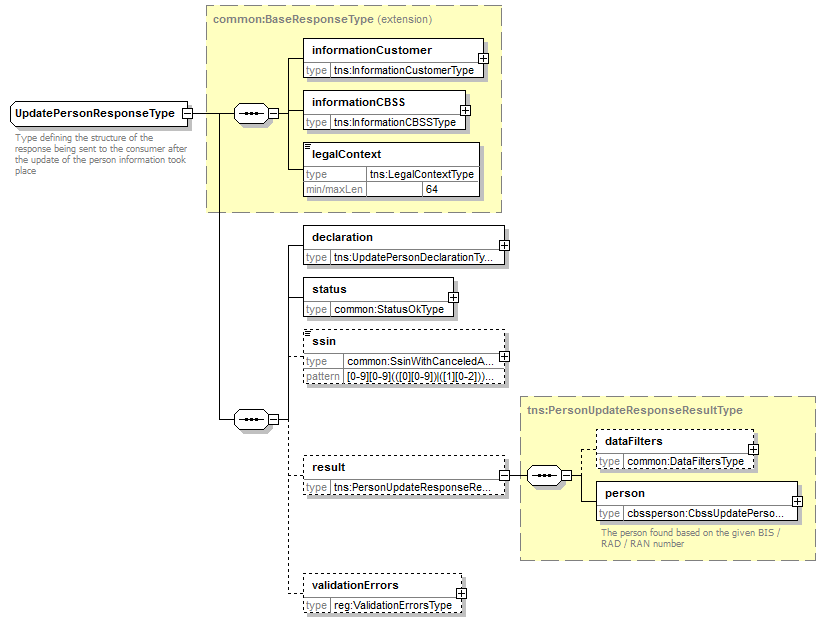 common:BaseResponseType (extension)
informationCustomer
type tns:InformationCustomerType
informationCBSS
type tns:InformationCBSSType
legalContext
type tns:LegalContextType
min/maxLen 64
UpdatePersonResponseType
Type defining the structure of the
response being sent to the consumer after
the update of the person information took
place
declaration
type tns:UpdatePersonDeclarationTy...
status
type common:StatusOkType
ssin
type common:SsinWithCanceledA...
pattern [0-9][0-9](([0][0-9])|([1][0-2]))...
result
type tns:PersonUpdateResponseRe...
tns:PersonUpdateResponseResultType
dataFilters
type common:DataFiltersType
person
type cbssperson:CbssUpdatePerso...
The person found based on the given BIS /
RAD / RAN number
validationErrors
type reg:ValidationErrorsType